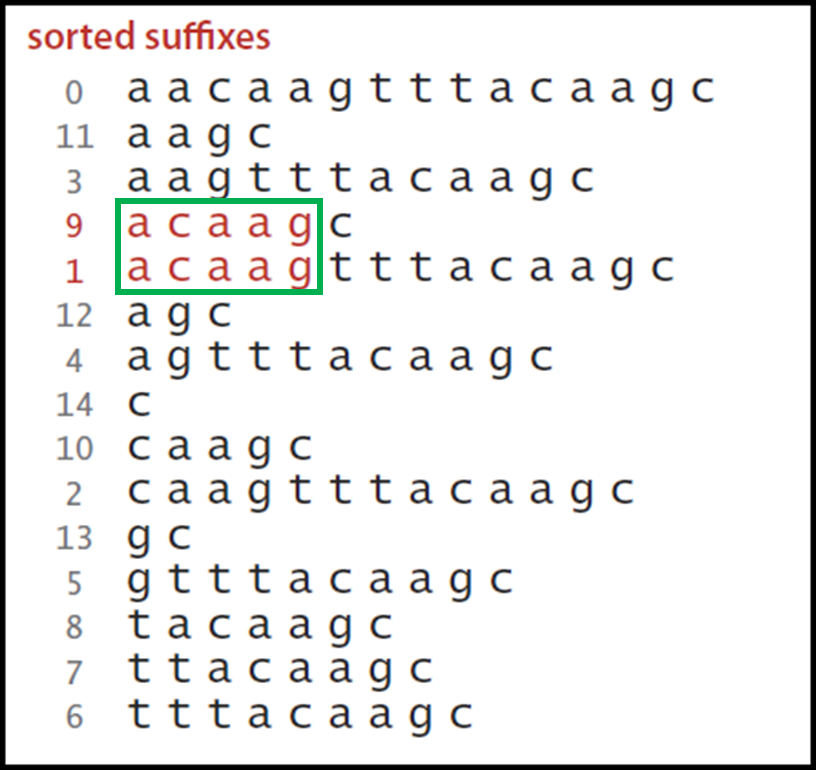 sorted suffixes
0 a a c a a g t t t a c a a g c
11 a a g c
3 a a g t t t a c a a g c
9 a c a a g c
1 a c a a g t t t a c a a g c
12 a g c
4 a g t t t a c a a g c
14 c
10 c a a g c
2 c a a g t t t a c a a g c
13 g c
5 g t t t a c a a g c
8 t a c a a g c
7 t t a c a a g c
6 t t t a c a a g c